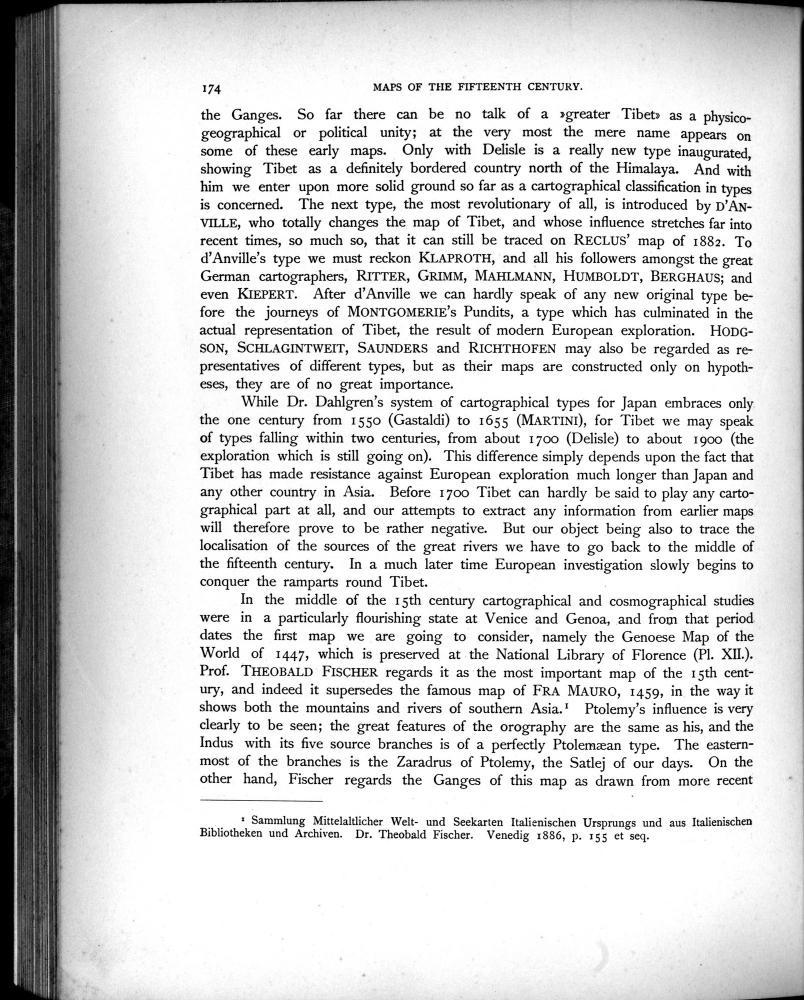 174 MAPS OF THE FIFTEENTH CENTURY.
the Ganges. So far there can be no talk of a »greater Tibet» as a physico-
geographical or political unity; at the very most the mere name appears on
some of these early maps. Only with Delisle is a really new type inaugurated,
showing Tibet as a definitely bordered country north of the Himalaya. And with
him we enter upon more solid ground so far as a cartographical classification in types
is concerned. The next type, the most revolutionary of all, is introduced by D'AN-
VILLE, who totally changes the map of Tibet, and whose influence stretches far into
recent times, so much so, that it can still be traced on RECLUS' map of 1882. To
d'Anville's type we must reckon KLAPROTH, and all his followers amongst the great
German cartographers, RITTER, GRIMM, MAHLMANN, HUMBOLDT, BERGHAUS; and
even KIEPERT. After d'Anville we can hardly speak of any new original type be-
fore the journeys of MONTGOMERIE's Pundits, a type which has culminated in the
actual representation of Tibet, the result of modern European exploration. HODG-
SON, SCHLAGINTWEIT, SAUNDERS and RICHTHOFEN may also be regarded as re-
presentatives of different types, but as their maps are constructed only on hypoth-
eses, they are of no great importance.
While Dr. Dahlgren's system of cartographical types for Japan embraces only
the one century from 1550 (Gastaldi) to 1655 (MARTINI), for Tibet we may speak
of types falling within two centuries, from about 1700 (Delisle) to about 1900 (the
exploration which is still going on). This difference simply depends upon the fact that
Tibet has made resistance against European exploration much longer than Japan and
any other country in Asia. Before 1700 Tibet can hardly be said to play any carto-
graphical part at all, and our attempts to extract any information from earlier maps
will therefore prove to be rather negative. But our object being also to trace the
localisation of the sources of the great rivers we have to go back to the middle of
the fifteenth century. In a much later time European investigation slowly begins to
conquer the ramparts round Tibet.
In the middle of the 15th century cartographical and cosmographical studies
were in a particularly flourishing state at Venice and Genoa, and from that period
dates the first map we are going to consider, namely the Genoese Map of the
World of 1447, which is preserved at the National Library of Florence (Pl. XII.).
Prof. THEOBALD FISCHER regards it as the most important map of the 15th cent-
ury, and indeed it supersedes the famous map of FRA MAURO, 1459, in the way it
shows both the mountains and rivers of southern Asia.¹ Ptolemy's influence is very
clearly to be seen; the great features of the orography are the same as his, and the
Indus with its five source branches is of a perfectly Ptolemæan type. The eastern-
most of the branches is the Zaradrus of Ptolemy, the Satlej of our days. On the
other hand, Fischer regards the Ganges of this map as drawn from more recent
¹ Sammlung Mittelaltlicher Welt- und Seekarten Italienischen Ursprungs und aus Italienischen
Bibliotheken und Archiven. Dr. Theobald Fischer. Venedig 1886, p. 155 et seq.